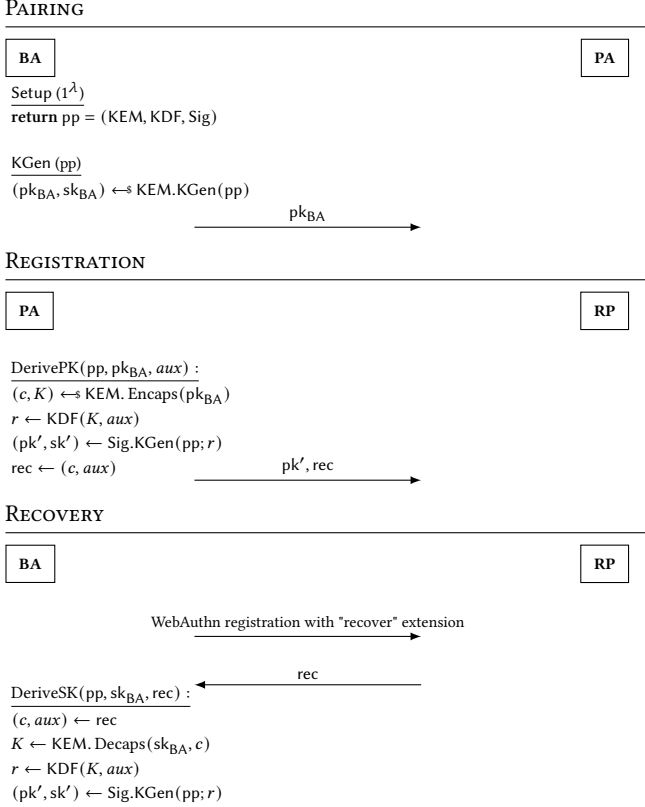 PAIRING
BA PA
Setup (1^λ)
return pp = (KEM, KDF, Sig)
KGen (pp)
(pk_BA, sk_BA) ←$ KEM.KGen(pp)
pk_BA
REGISTRATION
PA RP
DerivePK(pp, pk_BA, aux) :
(c, K) ←$ KEM. Encaps(pk_BA)
r ← KDF(K, aux)
(pk′, sk′) ← Sig.KGen(pp; r)
rec ← (c, aux) pk′, rec
RECOVERY
BA RP
WebAuthn registration with "recover" extension
rec
DeriveSK(pp, sk_BA, rec) :
(c, aux) ← rec
K ← KEM. Decaps(sk_BA, c)
r ← KDF(K, aux)
(pk′, sk′) ← Sig.KGen(pp; r)